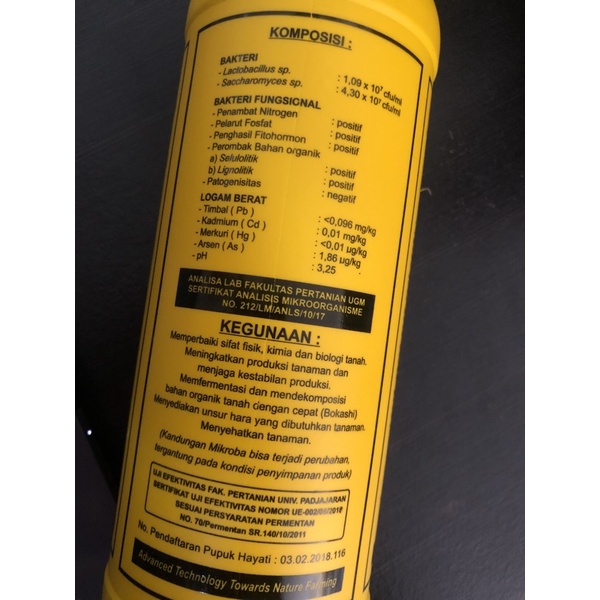 KOMPOSISI :
BAKTERI
- Lactobacillus sp. : 1,09 x 10⁷ cfu/ml
- Saccharomyces sp. : 4,30 x 10⁷ cfu/ml
BAKTERI FUNGSIONAL
- Penambat Nitrogen : positif
- Pelarut Fosfat : positif
- Penghasil Fitohormon : positif
- Perombak Bahan organik
a) Selulolitik : positif
b) Lignolitik : positif
- Patogenisitas : negatif
LOGAM BERAT
- Timbal ( Pb ) : <0,096 mg/kg
- Kadmium ( Cd ) : 0,01 mg/kg
- Merkuri ( Hg ) : <0,01 ug/kg
- Arsen ( As ) : 1,86 ug/kg
- pH : 3,25
ANALISA LAB FAKULTAS PERTANIAN UGM
SERTIFIKAT ANALISIS MIKROORGANISME
NO. 212/LM/ANLS/10/17
KEGUNAAN :
Memperbaiki sifat fisik, kimia dan biologi tanah.
Meningkatkan produksi tanaman dan
menjaga kestabilan produksi.
Memfermentasi dan mendekomposisi
bahan organik tanah dengan cepat (Bokashi)
Menyediakan unsur hara yang dibutuhkan tanaman.
Menyehatkan tanaman.
(Kandungan Mikroba bisa terjadi perubahan,
tergantung pada kondisi penyimpanan produk)
UJI EFEKTIVITAS FAK. PERTANIAN UNIV. PADJAJARAN
SERTIFIKAT UJI EFEKTIVITAS NOMOR UE-002/05/2018
SESUAI PERSYARATAN PERMENTAN
NO. 70/Permentan SR.140/10/2011
No. Pendaftaran Pupuk Hayati : 03.02.2018.116
Advanced Technology Towards Nature Farming